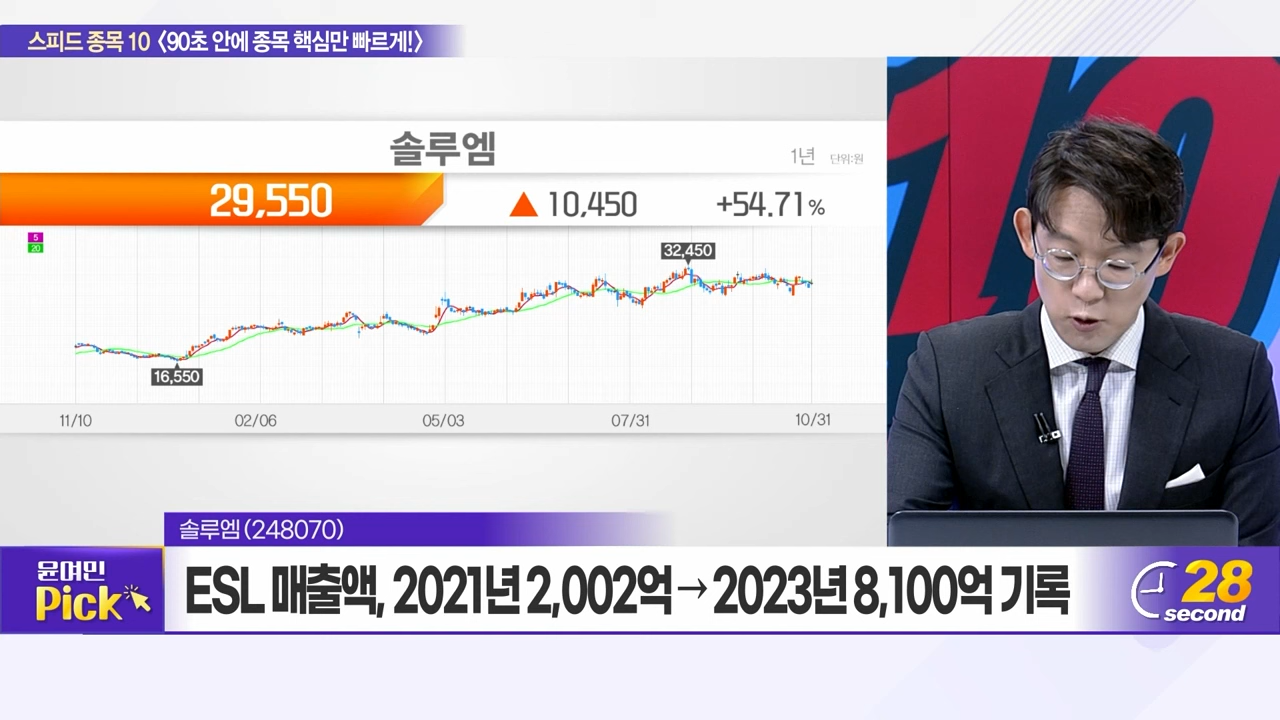 스피드 종목 10 〈90초 안에 종목 핵심만 빠르게!〉
솔루엠
1년 단위:원
29,550 ▲ 10,450 +54.71%
5
20
32,450
16,550
11/10 02/06 05/03 07/31 10/31
10
솔루엠(248070)
윤여민
Pick
ESL 매출액, 2021년 2,002억→2023년 8,100억 기록
28
second